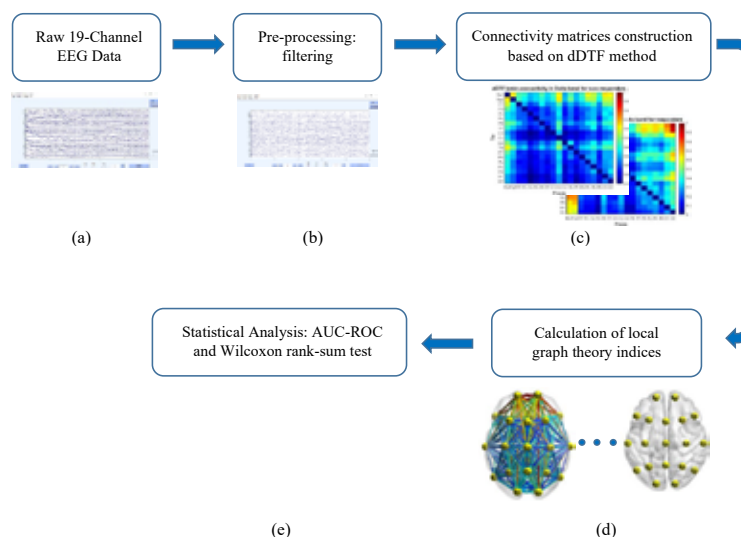 Raw 19-Channel
EEG Data
Pre-processing:
filtering
Connectivity matrices construction
based on dDTF method
(a)
(b)
(c)
Statistical Analysis: AUC-ROC
and Wilcoxon rank-sum test
Calculation of local
graph theory indices
(e)
(d)